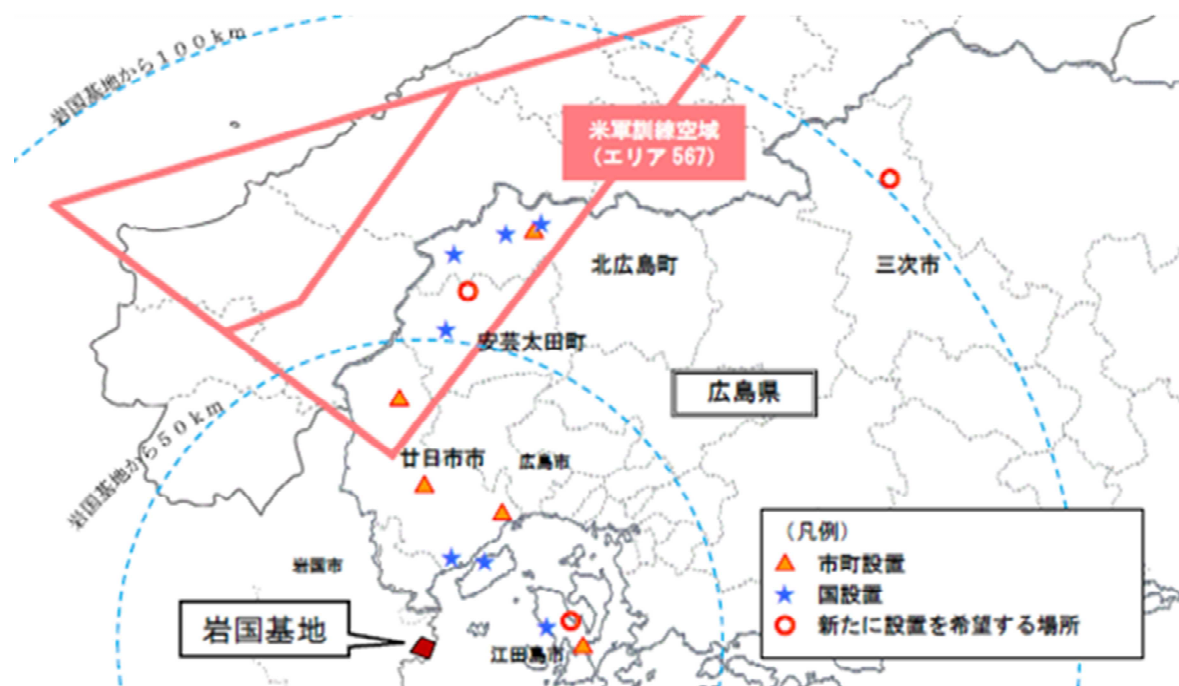 岩国基地から100km
米軍訓練空域
(エリア567)
北広島町
三次市
安芸太田町
広島県
岩国基地から50km
廿日市市
広島市
岩国市
岩国基地
江田島市
(凡例)
市町設置
国設置
新たに設置を希望する場所